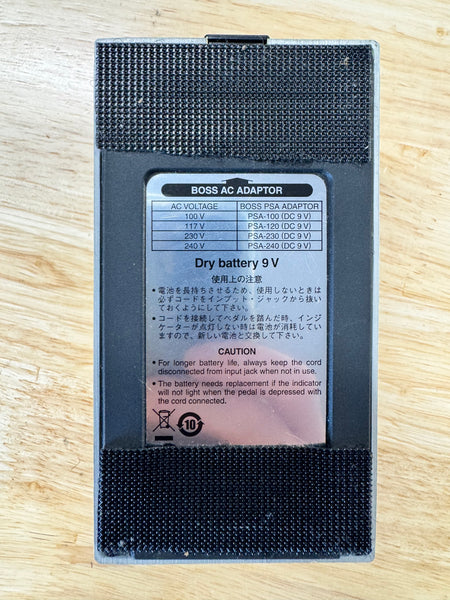 BOSS AC ADAPTOR
AC VOLTAGE BOSS PSA ADAPTOR
100 V PSA-100 (DC 9 V)
117 V PSA-120 (DC 9 V)
230 V PSA-230 (DC 9 V)
240 V PSA-240 (DC 9 V)
Dry battery 9 V
使用上の注意
• 電池を長持ちさせるため、使用しないときは
必ずコードをインプット・ジャックから抜い
ておくようにして下さい。
• コードを接続してペダルを踏んだ時、インジ
ケーターが点灯しない時は電池が消耗してい
ますので、新しい電池と交換して下さい。
CAUTION
• For longer battery life, always keep the cord
disconnected from input jack when not in use.
• The battery needs replacement if the indicator
will not light when the pedal is depressed with
the cord connected.
10